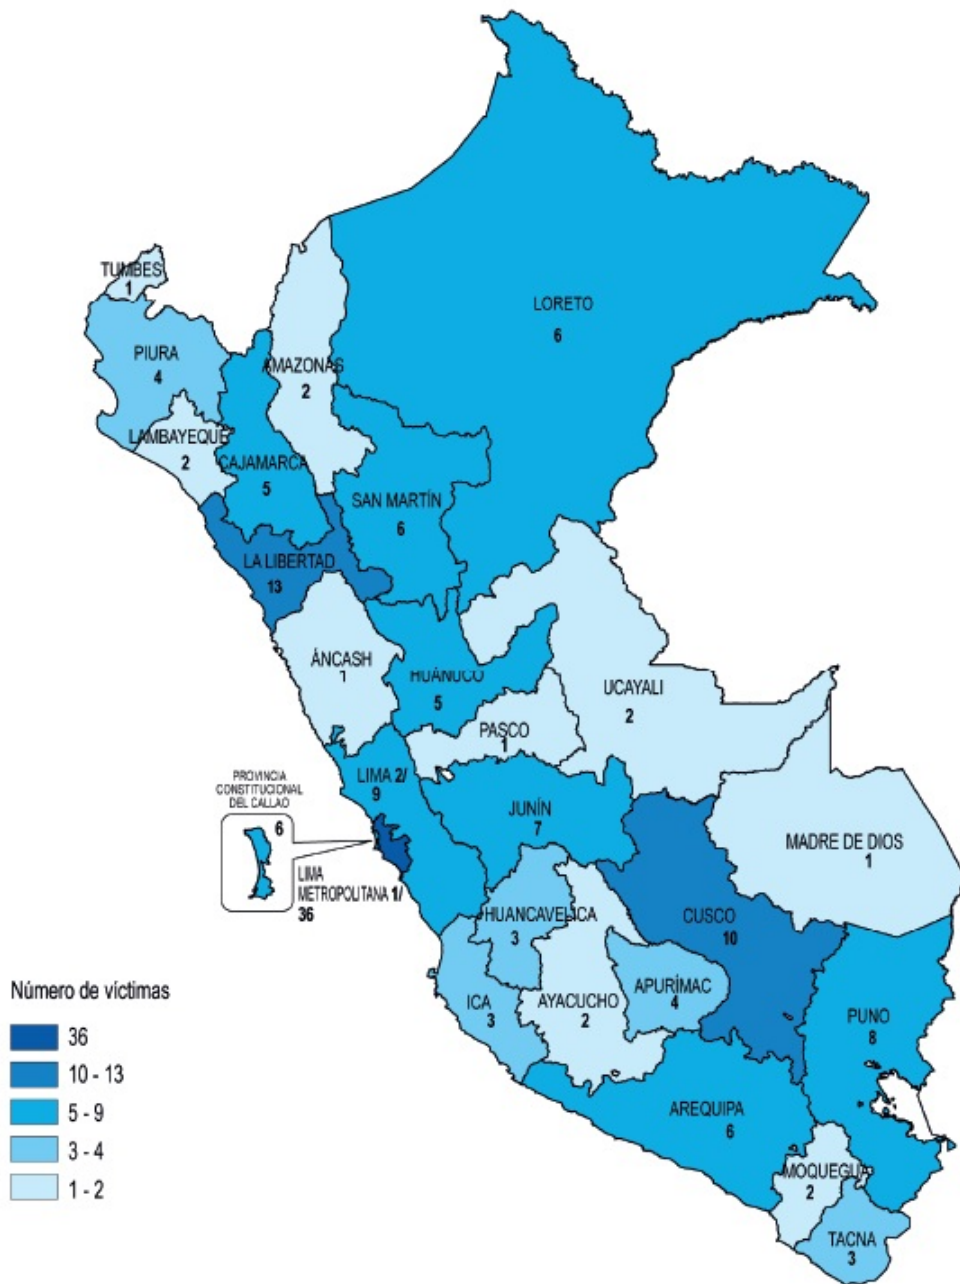 TUMBES
1
PIURA
4
LAMBAYEQUE
2
CAJAMARCA
5
AMAZONAS
2
LORETO
6
SAN MARTÍN
6
LA LIBERTAD
13
ÁNCASH
1
HUÁNUCO
5
UCAYALI
2
PASCO
1
LIMA 2/
9
PROVINCIA
CONSTITUCIONAL
DEL CALLAO
6
LIMA
METROPOLITANA 1/
36
JUNÍN
7
MADRE DE DIOS
1
HUANCAVELICA
3
CUSCO
10
ICA
3
AYACUCHO
2
APURÍMAC
4
PUNO
8
AREQUIPA
6
MOQUEGUA
2
TACNA
3
Número de víctimas
36
10 - 13
5 - 9
3 - 4
1 - 2